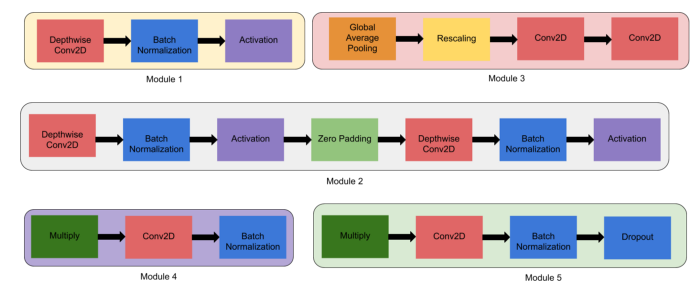 Depthwise
Conv2D
Batch
Normalization
Activation
Module 1
Global
Average
Pooling
Rescaling
Conv2D
Conv2D
Module 3
Depthwise
Conv2D
Batch
Normalization
Activation
Zero Padding
Depthwise
Conv2D
Batch
Normalization
Activation
Module 2
Multiply
Conv2D
Batch
Normalization
Module 4
Multiply
Conv2D
Batch
Normalization
Dropout
Module 5